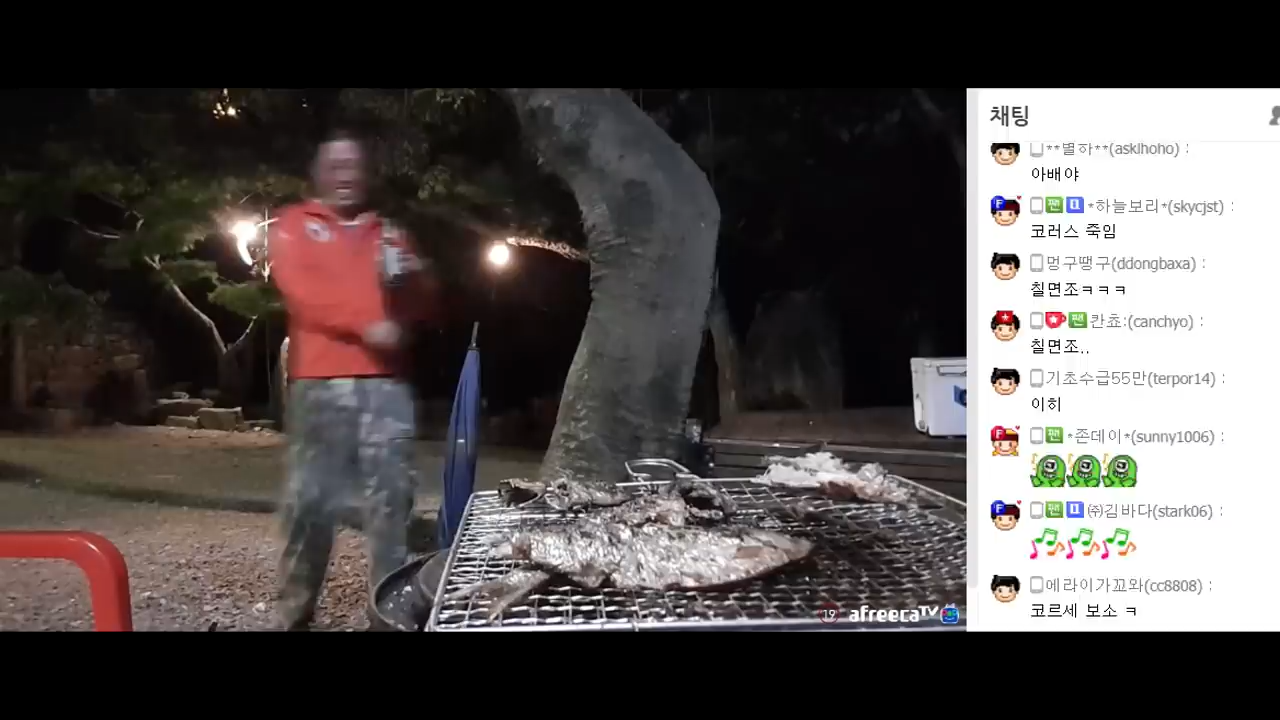 채팅
**별하**(asklhoho) :
아배야
*하늘보리*(skycjst) :
코러스 죽임
멍구땡구(ddongbaxa) :
칠면조ㅋㅋㅋ
칸쵸:(canchyo) :
칠면조..
기초수급55만(terpor14) :
이히
*존데이*(sunny1006) :
㈜김바다(stark06) :
에라이가꼬와(cc8808) :
코르세 보소 ㅋ
19 afreecaTV